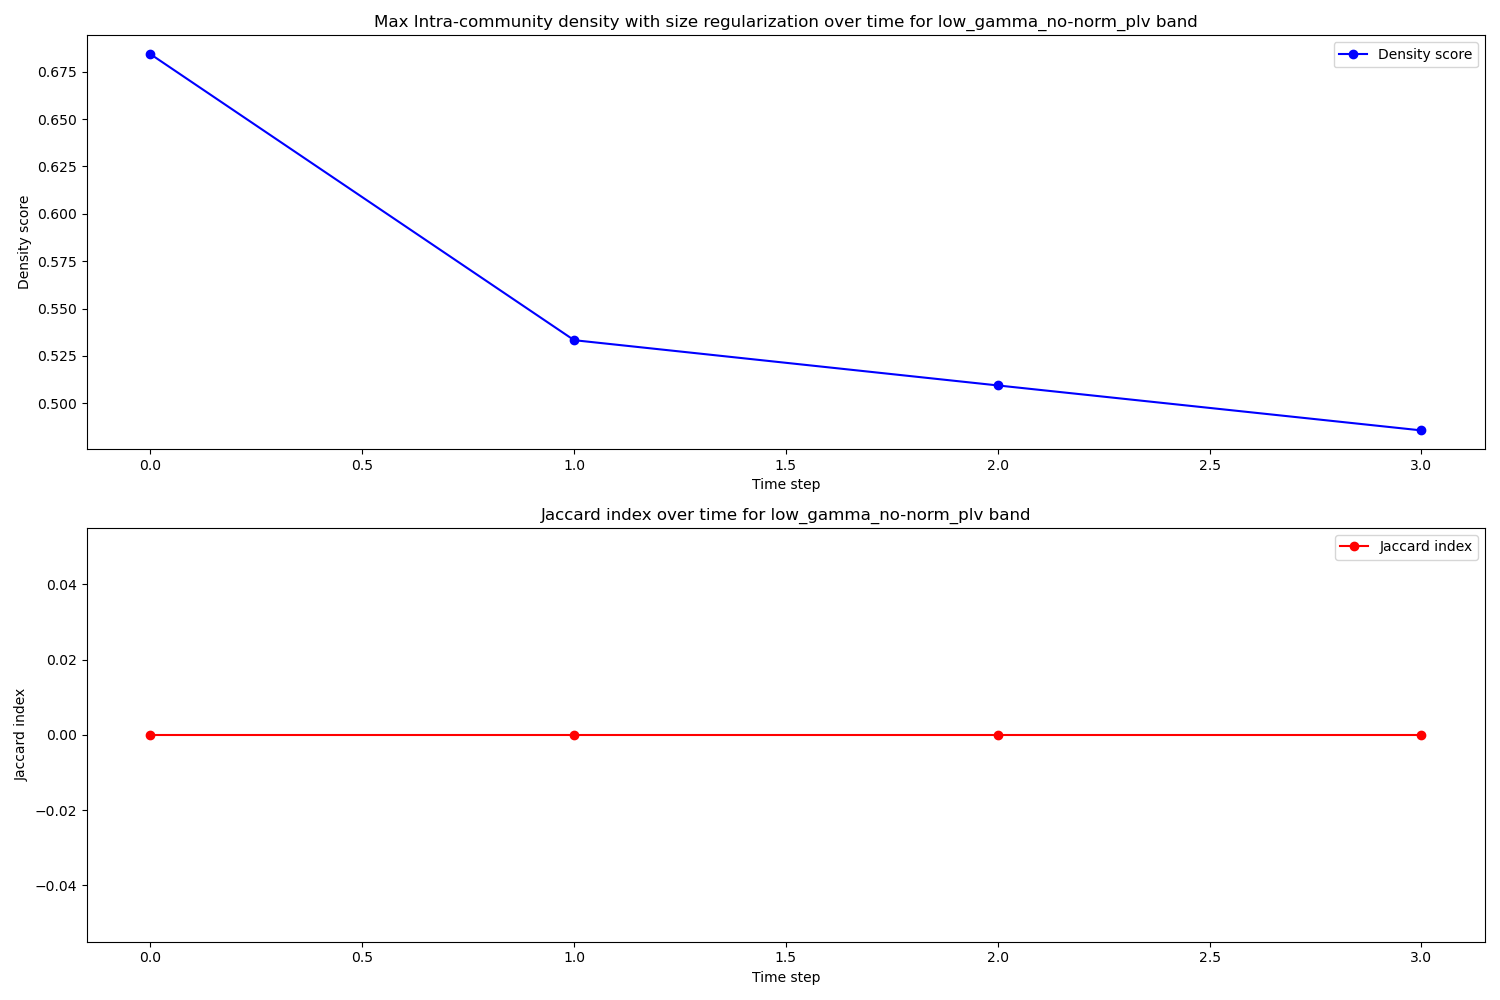 Max Intra-community density with size regularization over time for low_gamma_no-norm_plv band
Density score
0.675
0.650
0.625
0.600
0.575
0.550
0.525
0.500
Density score
0.0 0.5 1.0 1.5 2.0 2.5 3.0
Time step
Jaccard index over time for low_gamma_no-norm_plv band
Jaccard index
0.04
0.02
0.00
−0.02
−0.04
Jaccard index
0.0 0.5 1.0 1.5 2.0 2.5 3.0
Time step